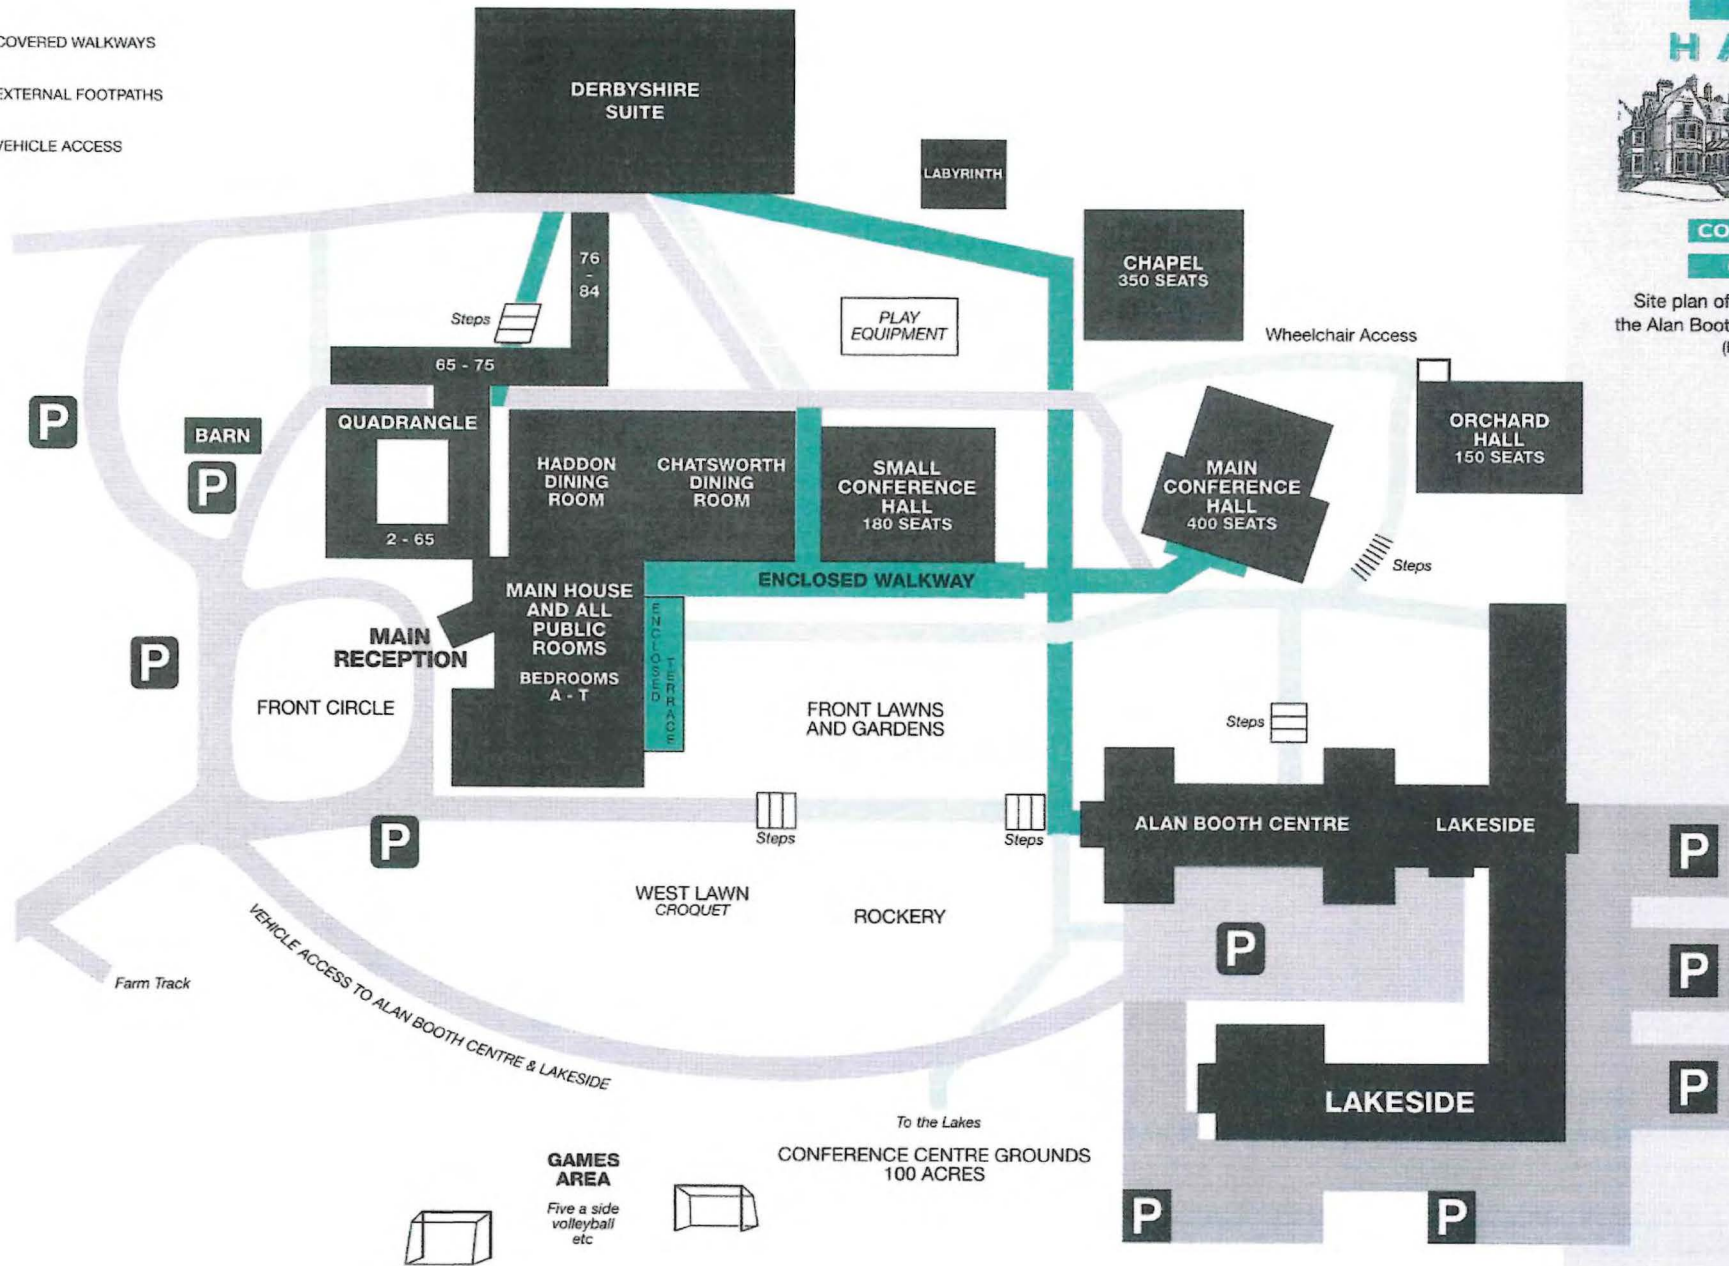 COVERED WALKWAYS
EXTERNAL FOOTPATHS
VEHICLE ACCESS
DERBYSHIRE
SUITE
LABYRINTH
CHAPEL
350 SEATS
76
-
84
Steps
PLAY
EQUIPMENT
Wheelchair Access
65 - 75
BARN
P
P
QUADRANGLE
2 - 65
HADDON
DINING
ROOM
CHATSWORTH
DINING
ROOM
SMALL
CONFERENCE
HALL
180 SEATS
MAIN
CONFERENCE
HALL
400 SEATS
ORCHARD
HALL
150 SEATS
Steps
ENCLOSED WALKWAY
MAIN HOUSE
AND ALL
PUBLIC
ROOMS
BEDROOMS
A - T
ENCLOSED
TERRACE
MAIN
RECEPTION
P
FRONT CIRCLE
FRONT LAWNS
AND GARDENS
Steps
P
Steps
Steps
ALAN BOOTH CENTRE
LAKESIDE
P
WEST LAWN
CROQUET
ROCKERY
P
P
Farm Track
VEHICLE ACCESS TO ALAN BOOTH CENTRE & LAKESIDE
LAKESIDE
P
To the Lakes
CONFERENCE CENTRE GROUNDS
100 ACRES
GAMES
AREA
Five a side
volleyball
etc
P
P
H A
CO
Site plan of
the Alan Boot